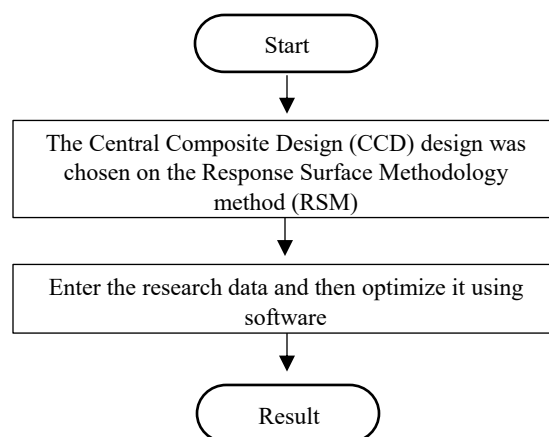 Start
The Central Composite Design (CCD) design was
chosen on the Response Surface Methodology
method (RSM)
Enter the research data and then optimize it using
software
Result